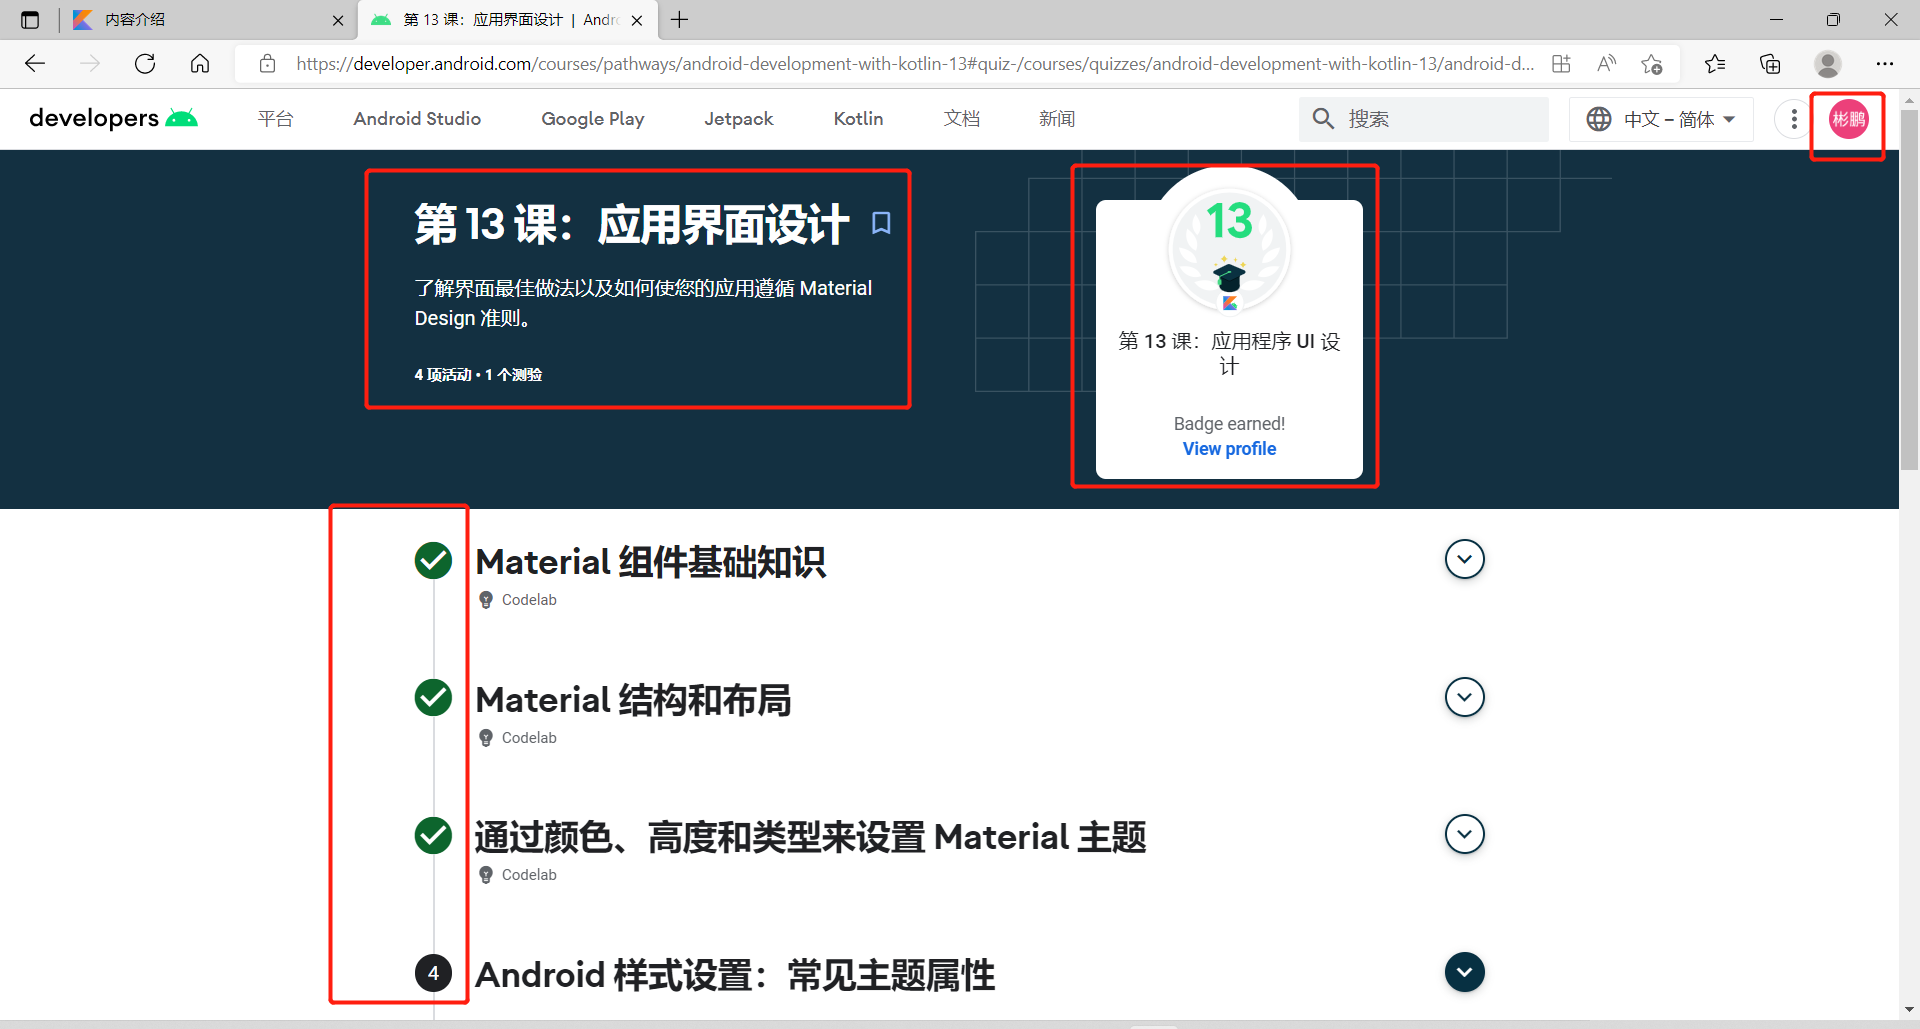 内容介绍
第 13 课：应用界面设计 | Andr
https://developer.android.com/courses/pathways/android-development-with-kotlin-13#quiz-/courses/quizzes/android-development-with-kotlin-13/android-d...
developers
平台
Android Studio
Google Play
Jetpack
Kotlin
文档
新闻
搜索
中文 – 简体
彬鹏
第 13 课：应用界面设计
了解界面最佳做法以及如何使您的应用遵循 Material
Design 准则。
4 项活动 • 1 个测验
13
第 13 课：应用程序 UI 设
计
Badge earned!
View profile
Material 组件基础知识
Codelab
Material 结构和布局
Codelab
通过颜色、高度和类型来设置 Material 主题
Codelab
4
Android 样式设置：常见主题属性